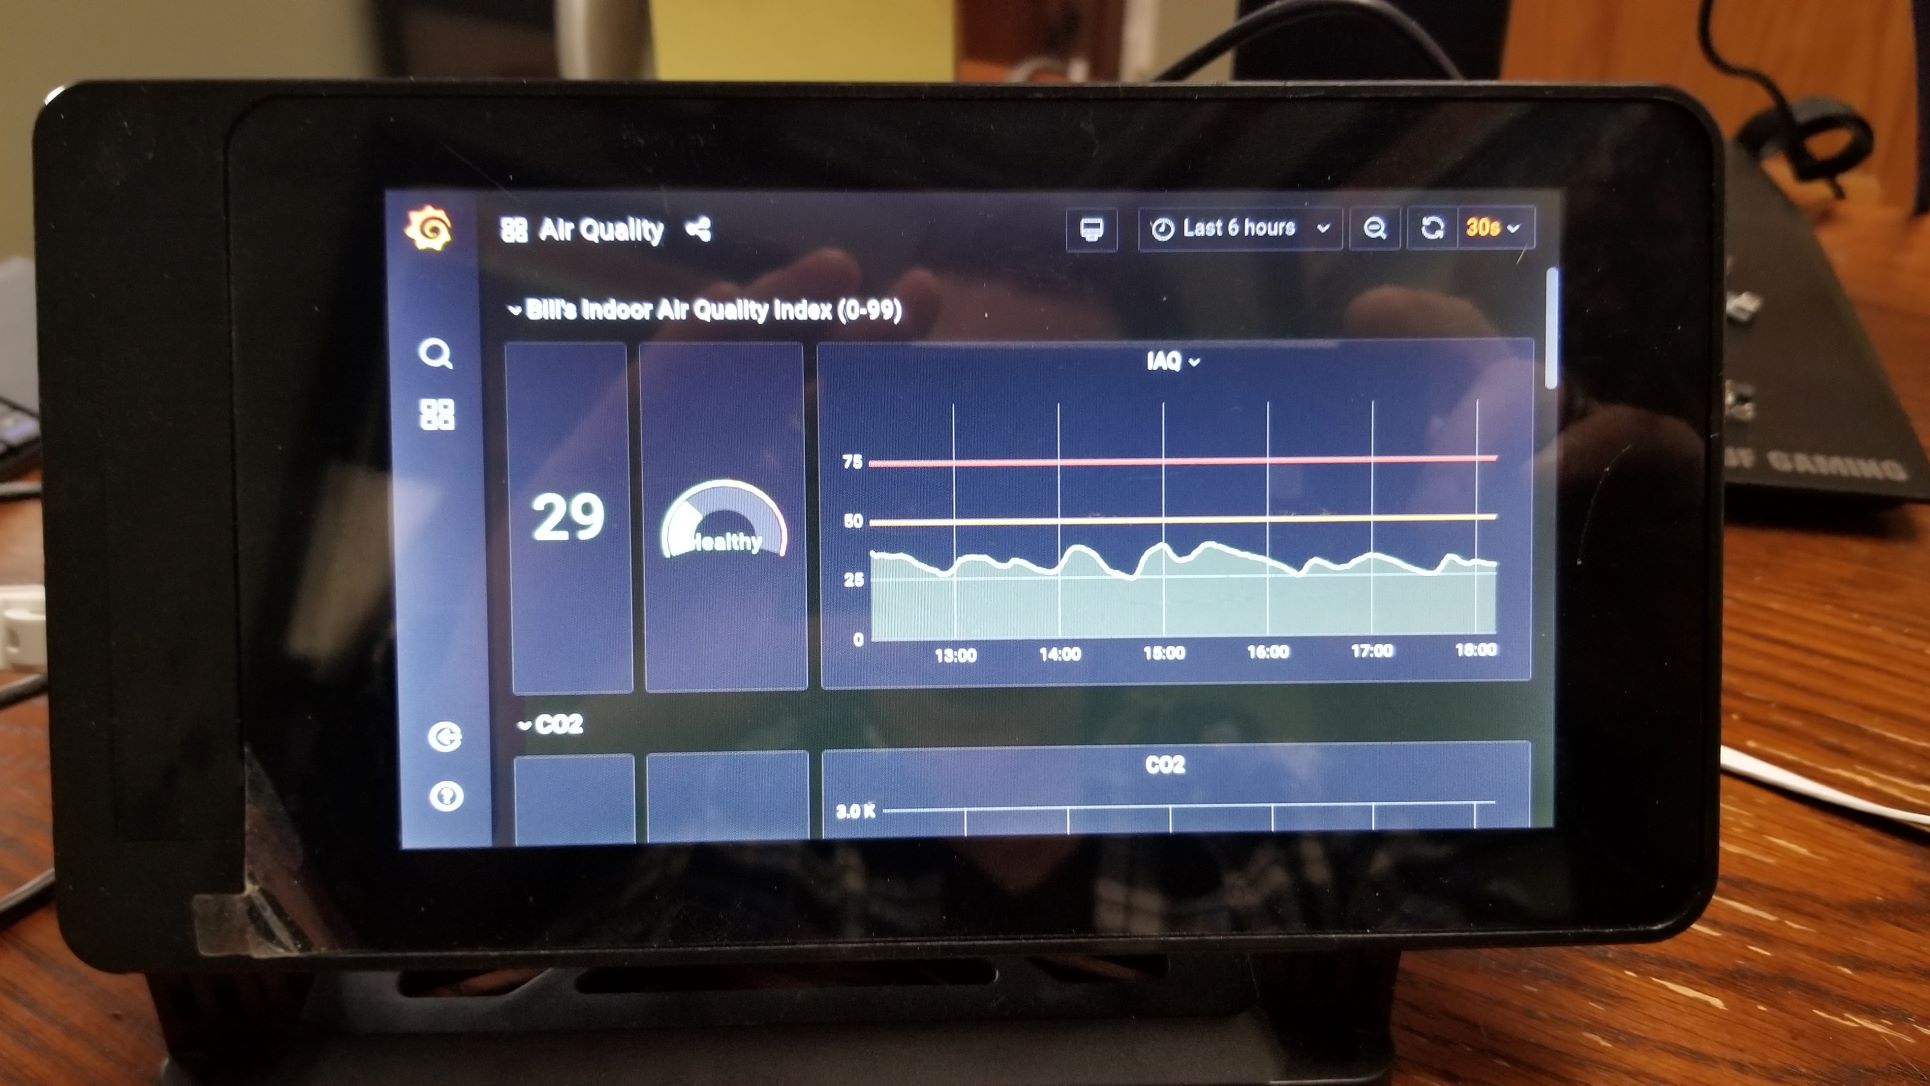 Air Quality
Last 6 hours
30s
Bill's Indoor Air Quality Index (0-99)
29
Healthy
IAQ
75
50
25
0
13:00 14:00 15:00 16:00 17:00 18:00
CO2
CO2
3.0 K
GAMING